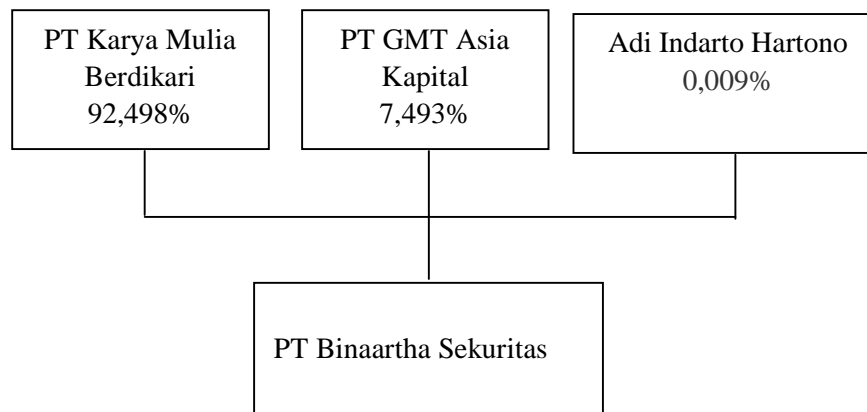 PT Karya Mulia
Berdikari
92,498%
PT GMT Asia
Kapital
7,493%
Adi Indarto Hartono
0,009%
PT Binaartha Sekuritas